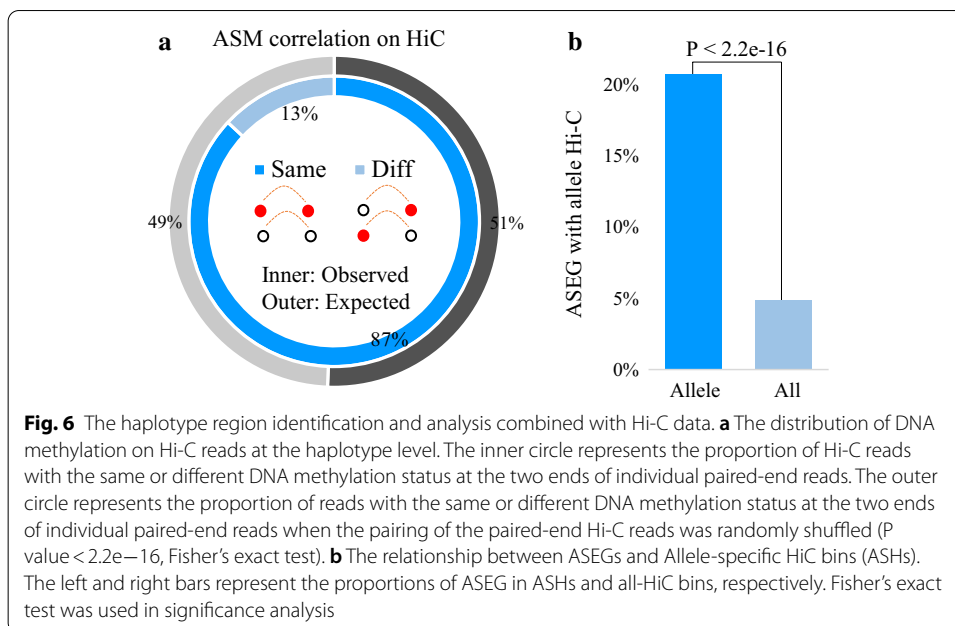 a
ASM correlation on HiC
13%
Same
Diff
49%
51%
Inner: Observed
Outer: Expected
87%
b
P < 2.2e-16
ASEG with allele Hi-C
20%
15%
10%
5%
0%
Allele
All
Fig. 6 The haplotype region identification and analysis combined with Hi-C data. a The distribution of DNA
methylation on Hi-C reads at the haplotype level. The inner circle represents the proportion of Hi-C reads
with the same or different DNA methylation status at the two ends of individual paired-end reads. The outer
circle represents the proportion of reads with the same or different DNA methylation status at the two ends
of individual paired-end reads when the pairing of the paired-end Hi-C reads was randomly shuffled (P
value < 2.2e−16, Fisher's exact test). b The relationship between ASEGs and Allele-specific HiC bins (ASHs).
The left and right bars represent the proportions of ASEG in ASHs and all-HiC bins, respectively. Fisher's exact
test was used in significance analysis